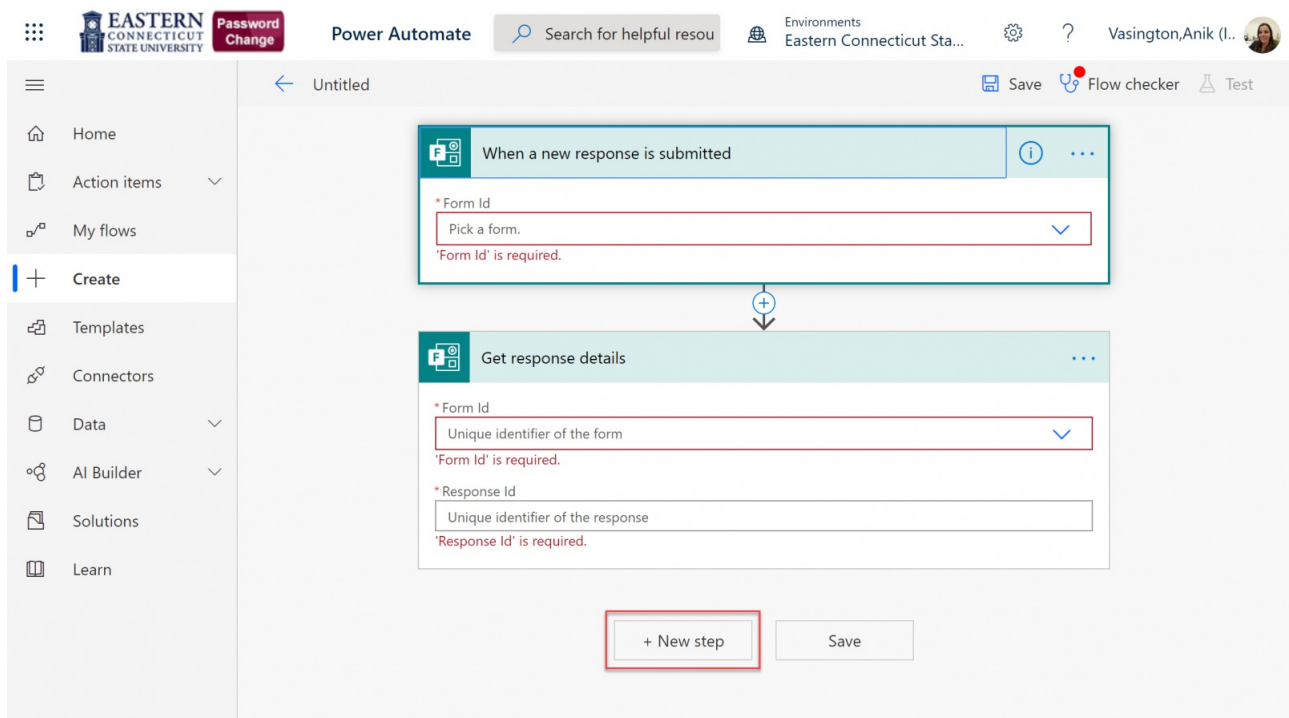 EASTERN
CONNECTICUT
STATE UNIVERSITY
Password
Change
Power Automate
Search for helpful resou
Environments
Eastern Connecticut Sta...
?
Vasington,Anik (I..
Untitled
Save
Flow checker
Test
Home
Action items
My flows
Create
Templates
Connectors
Data
AI Builder
Solutions
Learn
F
When a new response is submitted
* Form Id
Pick a form.
'Form Id' is required.
F
Get response details
* Form Id
Unique identifier of the form
'Form Id' is required.
* Response Id
Unique identifier of the response
'Response Id' is required.
+ New step
Save